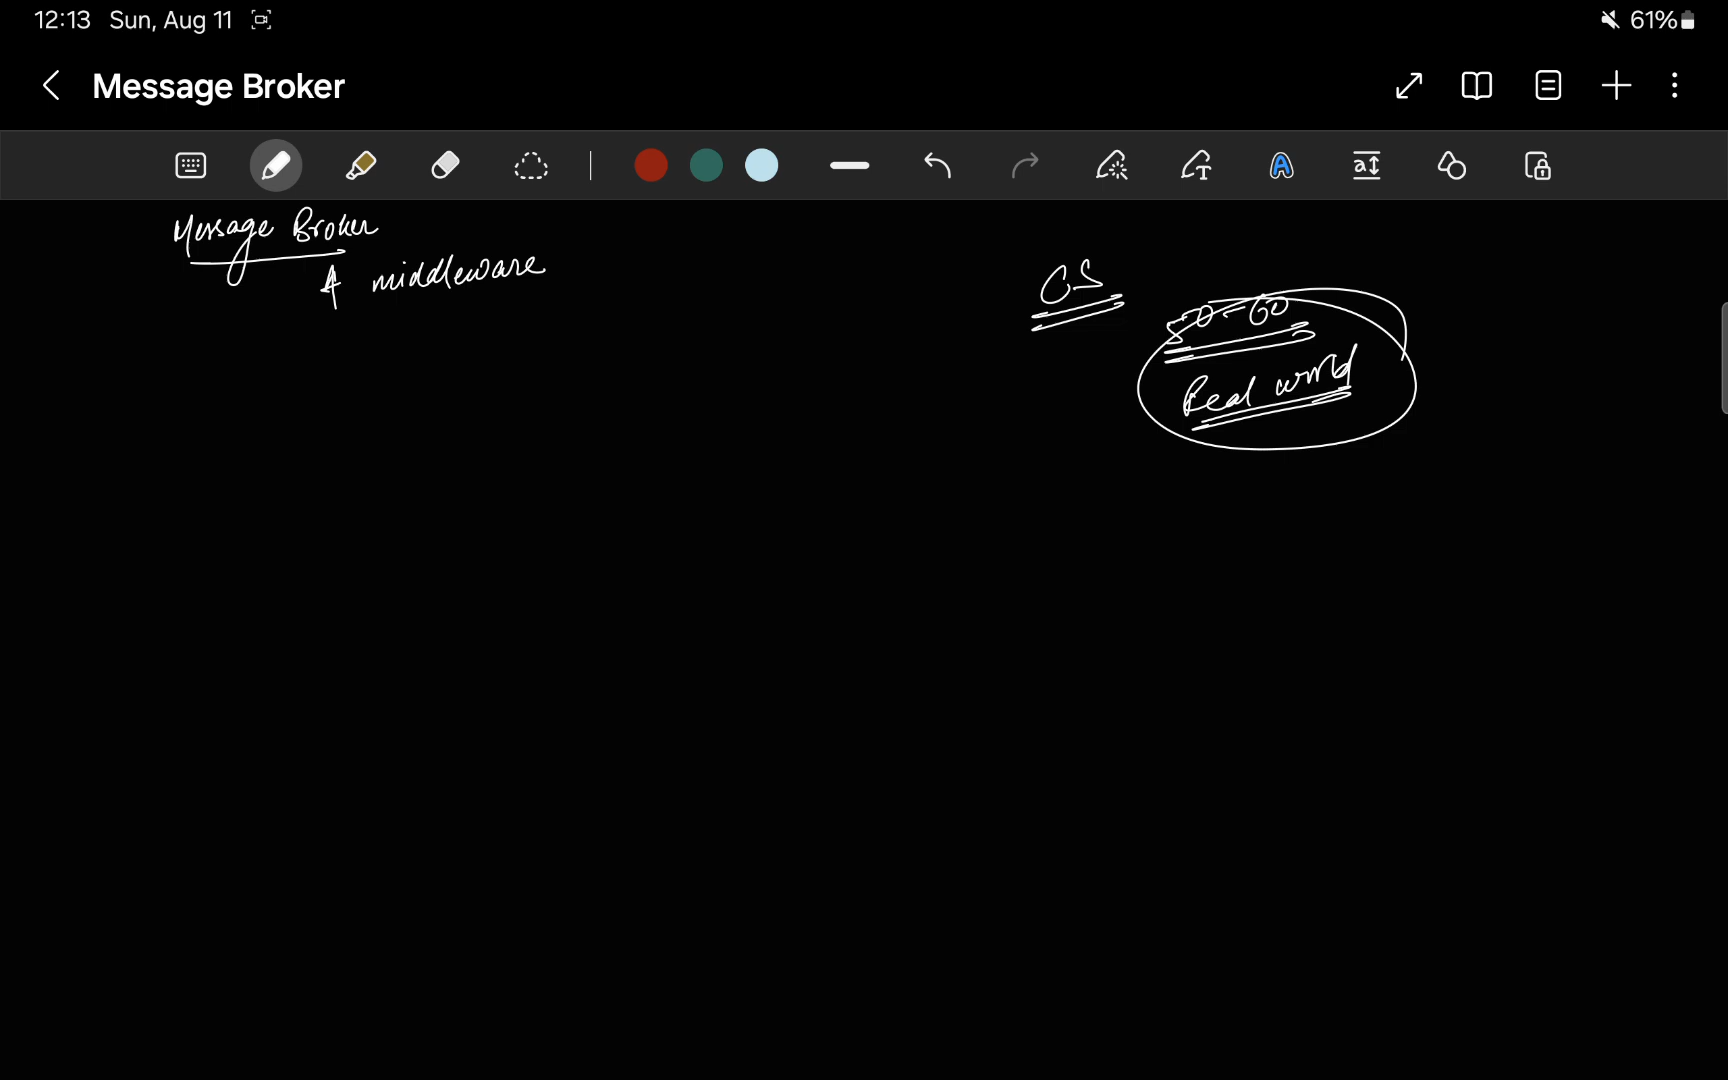 12:13 Sun, Aug 11 61%
Message Broker
Message Broker
A middleware
CS
50-60
Real world